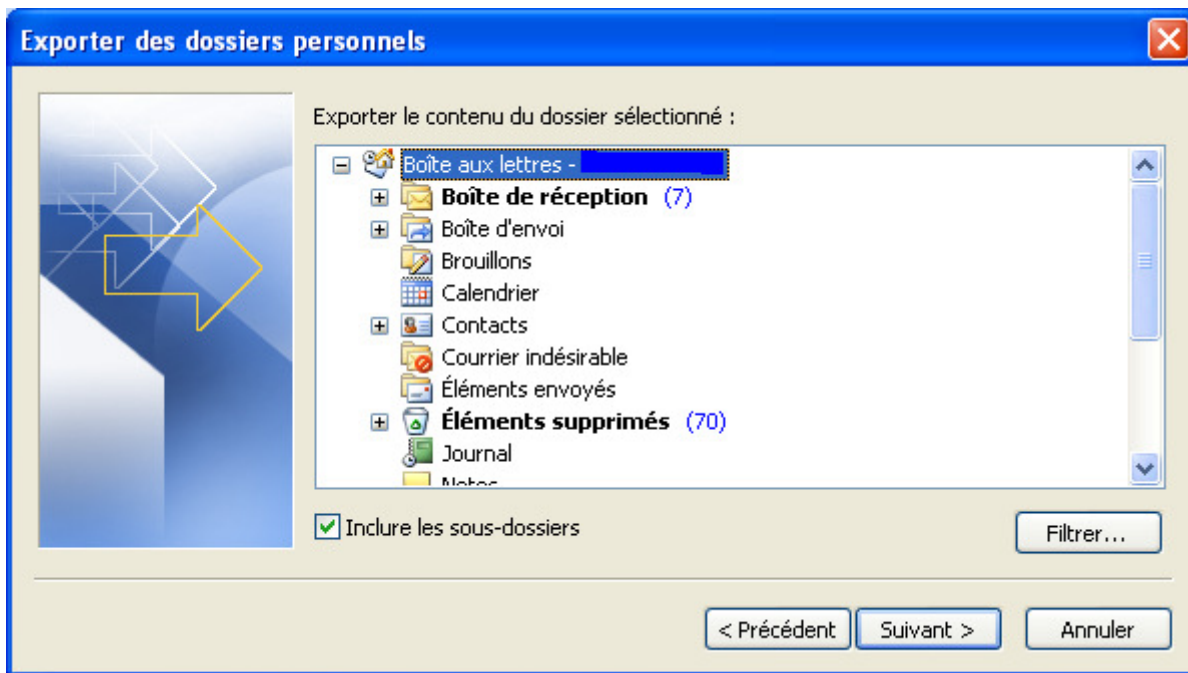 Exporter des dossiers personnels
Exporter le contenu du dossier sélectionné :
Boîte aux lettres -
Boîte de réception (7)
Boîte d'envoi
Brouillons
Calendrier
Contacts
Courrier indésirable
Éléments envoyés
Éléments supprimés (70)
Journal
Notes
Inclure les sous-dossiers
Filtrer...
< Précédent
Suivant >
Annuler